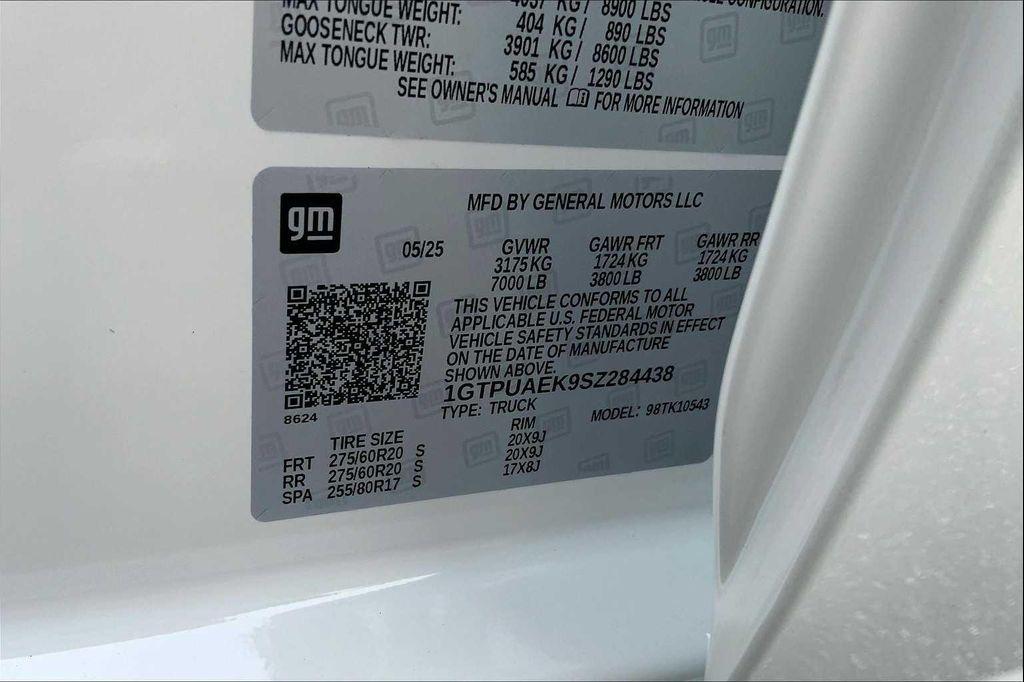 MAX TONGUE WEIGHT: 404 KG/ 890 LBS
GOOSENECK TWR: 3901 KG/ 8600 LBS
MAX TONGUE WEIGHT: 585 KG/ 1290 LBS
SEE OWNER'S MANUAL FOR MORE INFORMATION
gm
MFD BY GENERAL MOTORS LLC
05/25 GVWR GAWR FRT GAWR RR
3175 KG 1724 KG 1724 KG
7000 LB 3800 LB 3800 LB
THIS VEHICLE CONFORMS TO ALL
APPLICABLE U.S. FEDERAL MOTOR
VEHICLE SAFETY STANDARDS IN EFFECT
ON THE DATE OF MANUFACTURE
SHOWN ABOVE.
1GTPUAEK9SZ284438
TYPE: TRUCK MODEL: 98TK10543
8624
TIRE SIZE RIM
FRT 275/60R20 S 20X9J
RR 275/60R20 S 20X9J
SPA 255/80R17 S 17X8J